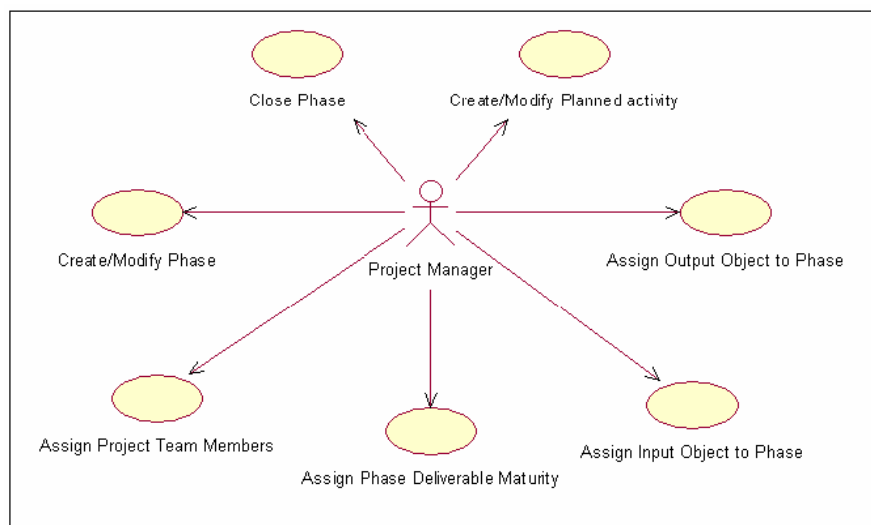 Close Phase
Create/Modify Planned activity
Create/Modify Phase
Project Manager
Assign Output Object to Phase
Assign Project Team Members
Assign Phase Deliverable Maturity
Assign Input Object to Phase